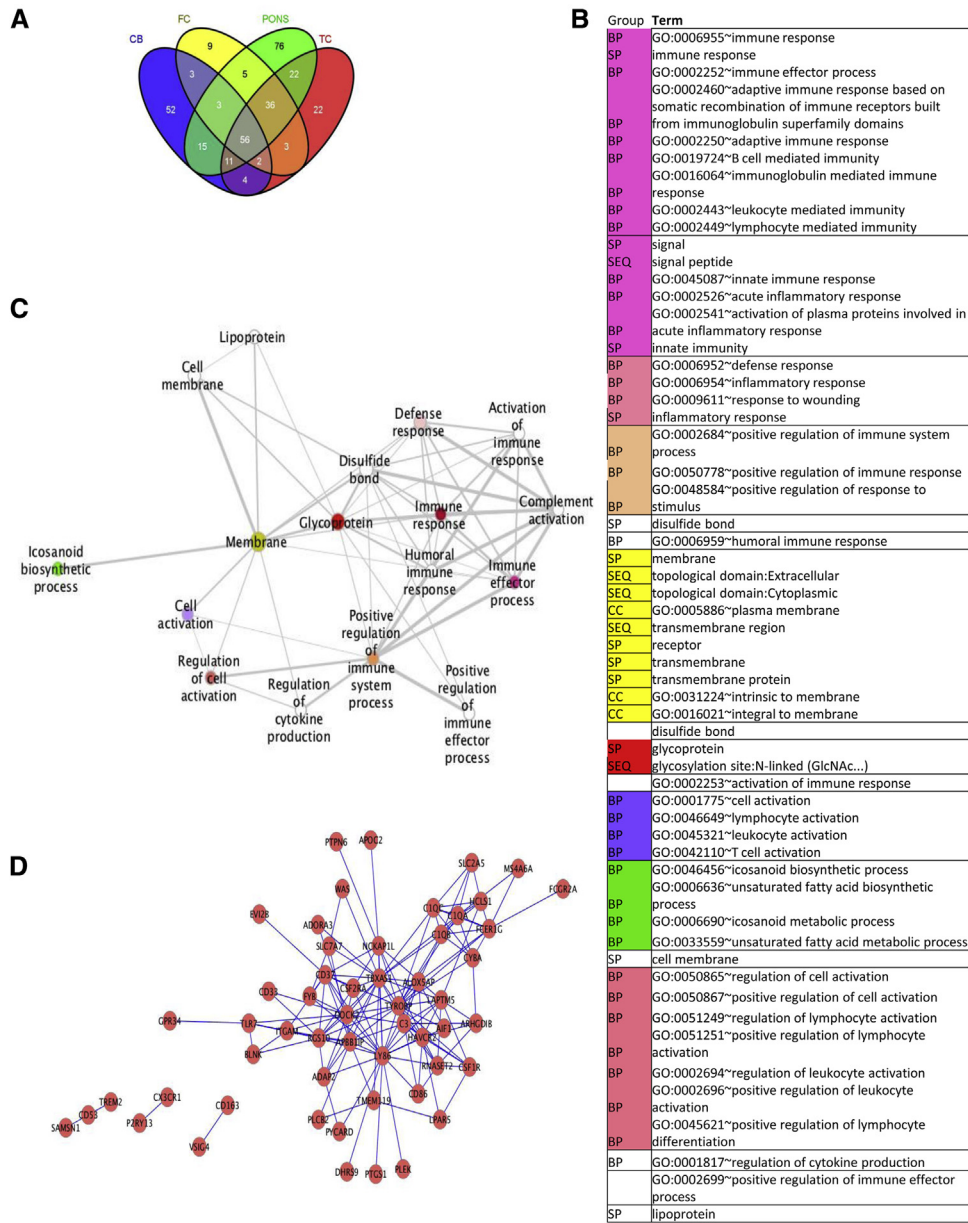 A
FC
PONS
CB
TC
9
76
3
5
22
52
3
36
22
56
15
3
11
2
4
B
Group Term
BP GO:0006955~immune response
SP immune response
BP GO:0002252~immune effector process
GO:0002460~adaptive immune response based on
somatic recombination of immune receptors built
BP from immunoglobulin superfamily domains
BP GO:0002250~adaptive immune response
BP GO:0019724~B cell mediated immunity
GO:0016064~immunoglobulin mediated immune
BP response
BP GO:0002443~leukocyte mediated immunity
BP GO:0002449~lymphocyte mediated immunity
SP signal
SEQ signal peptide
BP GO:0045087~innate immune response
BP GO:0002526~acute inflammatory response
GO:0002541~activation of plasma proteins involved in
BP acute inflammatory response
SP innate immunity
BP GO:0006952~defense response
BP GO:0006954~inflammatory response
BP GO:0009611~response to wounding
SP inflammatory response
GO:0002684~positive regulation of immune system
BP process
BP GO:0050778~positive regulation of immune response
GO:0048584~positive regulation of response to
BP stimulus
SP disulfide bond
BP GO:0006959~humoral immune response
SP membrane
SEQ topological domain:Extracellular
SEQ topological domain:Cytoplasmic
CC GO:0005886~plasma membrane
SEQ transmembrane region
SP receptor
SP transmembrane
SP transmembrane protein
CC GO:0031224~intrinsic to membrane
CC GO:0016021~integral to membrane
disulfide bond
SP glycoprotein
SEQ glycosylation site:N-linked (GlcNAc...)
GO:0002253~activation of immune response
BP GO:0001775~cell activation
BP GO:0046649~lymphocyte activation
BP GO:0045321~leukocyte activation
BP GO:0042110~T cell activation
BP GO:0046456~icosanoid biosynthetic process
GO:0006636~unsaturated fatty acid biosynthetic
BP process
BP GO:0006690~icosanoid metabolic process
BP GO:0033559~unsaturated fatty acid metabolic process
SP cell membrane
BP GO:0050865~regulation of cell activation
BP GO:0050867~positive regulation of cell activation
BP GO:0051249~regulation of lymphocyte activation
GO:0051251~positive regulation of lymphocyte
BP activation
BP GO:0002694~regulation of leukocyte activation
GO:0002696~positive regulation of leukocyte
BP activation
GO:0045621~positive regulation of lymphocyte
BP differentiation
BP GO:0001817~regulation of cytokine production
GO:0002699~positive regulation of immune effector
process
SP lipoprotein
C
Lipoprotein
Cell
membrane
Defense
response
Activation
of
immune
response
Disulfide
bond
Glycoprotein
Immune
response
Complement
activation
Membrane
Icosanoid
biosynthetic
process
Humoral
immune
response
Immune
effector
process
Cell
activation
Positive
regulation
of
immune
system
process
Regulation
of cell
activation
Regulation
of
cytokine
production
Positive
regulation
of
immune
effector
process
D
PTPN6
APOC2
SLC2A5
MS4A6A
FCGR2A
WAS
C1QC
HCLS1
C1QA
EVI2B
ADORA3
FCER1G
C1QB
SLC7A7
NCKAP1L
CYBA
CD37
TBXAS1
ALOX5AP
CD33
CSF2RA
FYB
LAPTM5
TYROBP
DOCK2
GPR34
TLR7
ITGAM
C3
AIF1
ARHGDIB
RGS10
APBB1IP
HAVCR2
BLNK
LY86
RNASET2
CSF1R
ADAP2
CD86
TMEM119
CX3CR1
TREM2
CD163
CD53
P2RY13
PLCB2
LPAR5
SAMSN1
PYCARD
VSIG4
DHRS9
PTGS1
PLEK